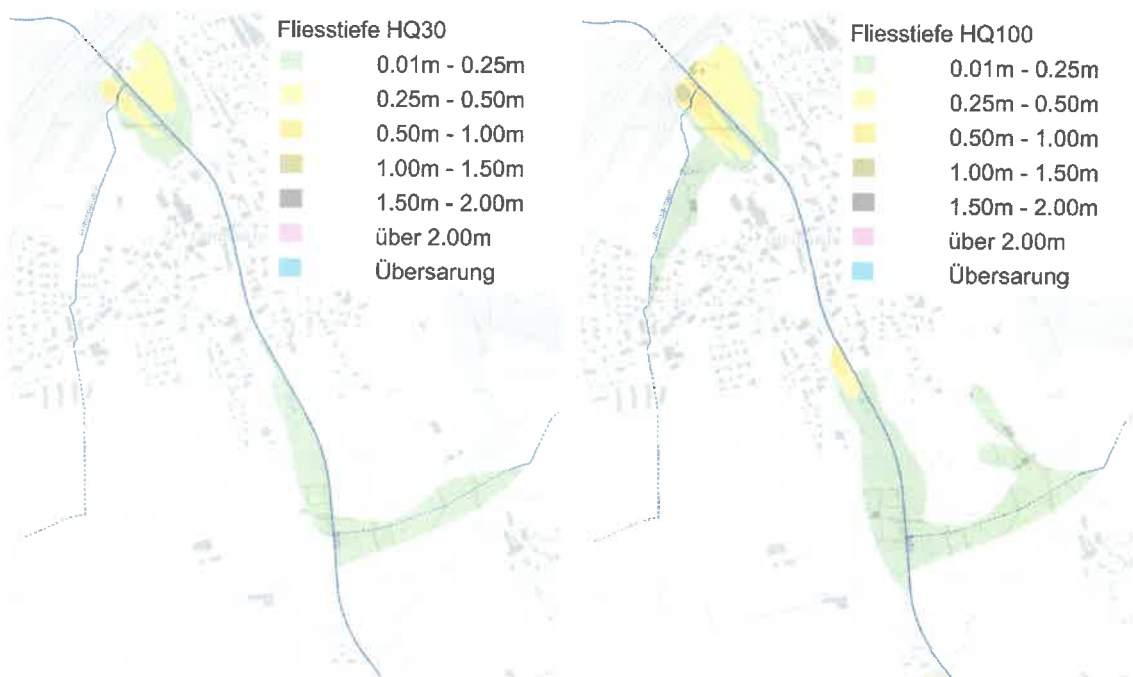 Fliesstiefe HQ30
0.01m - 0.25m
0.25m - 0.50m
0.50m - 1.00m
1.00m - 1.50m
1.50m - 2.00m
über 2.00m
Übersarung
Fliesstiefe HQ100
0.01m - 0.25m
0.25m - 0.50m
0.50m - 1.00m
1.00m - 1.50m
1.50m - 2.00m
über 2.00m
Übersarung